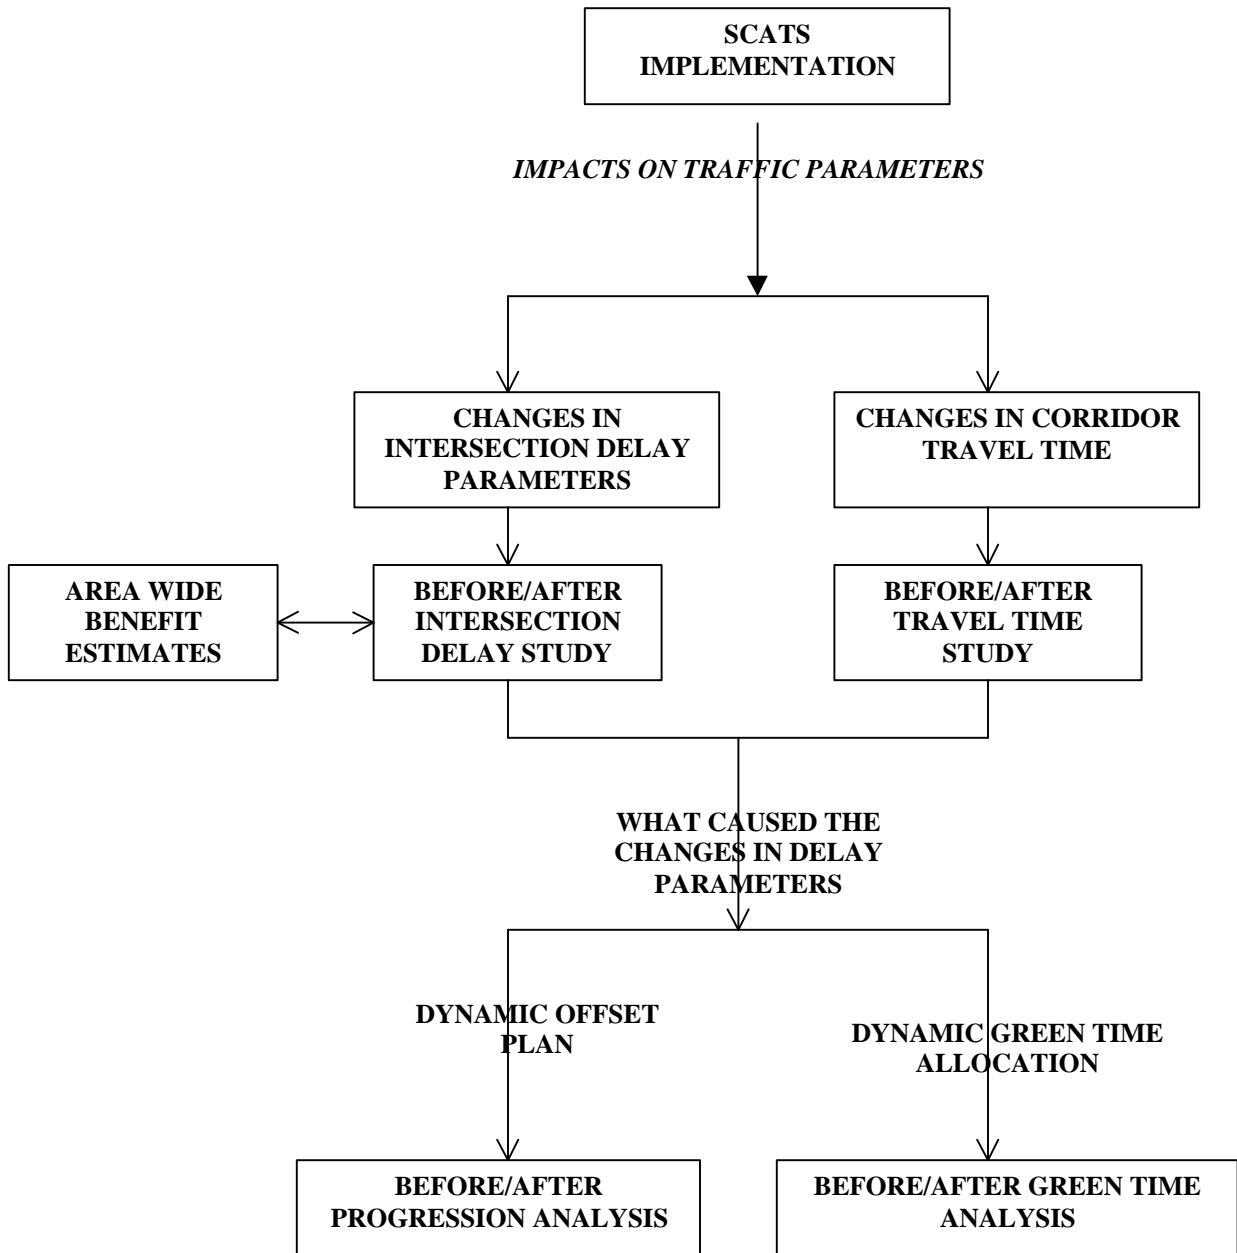 SCATS
IMPLEMENTATION
IMPACTS ON TRAFFIC PARAMETERS
CHANGES IN
INTERSECTION DELAY
PARAMETERS
CHANGES IN CORRIDOR
TRAVEL TIME
AREA WIDE
BENEFIT
ESTIMATES
BEFORE/AFTER
INTERSECTION
DELAY STUDY
BEFORE/AFTER
TRAVEL TIME
STUDY
WHAT CAUSED THE
CHANGES IN DELAY
PARAMETERS
DYNAMIC OFFSET
PLAN
DYNAMIC GREEN TIME
ALLOCATION
BEFORE/AFTER
PROGRESSION ANALYSIS
BEFORE/AFTER GREEN TIME
ANALYSIS